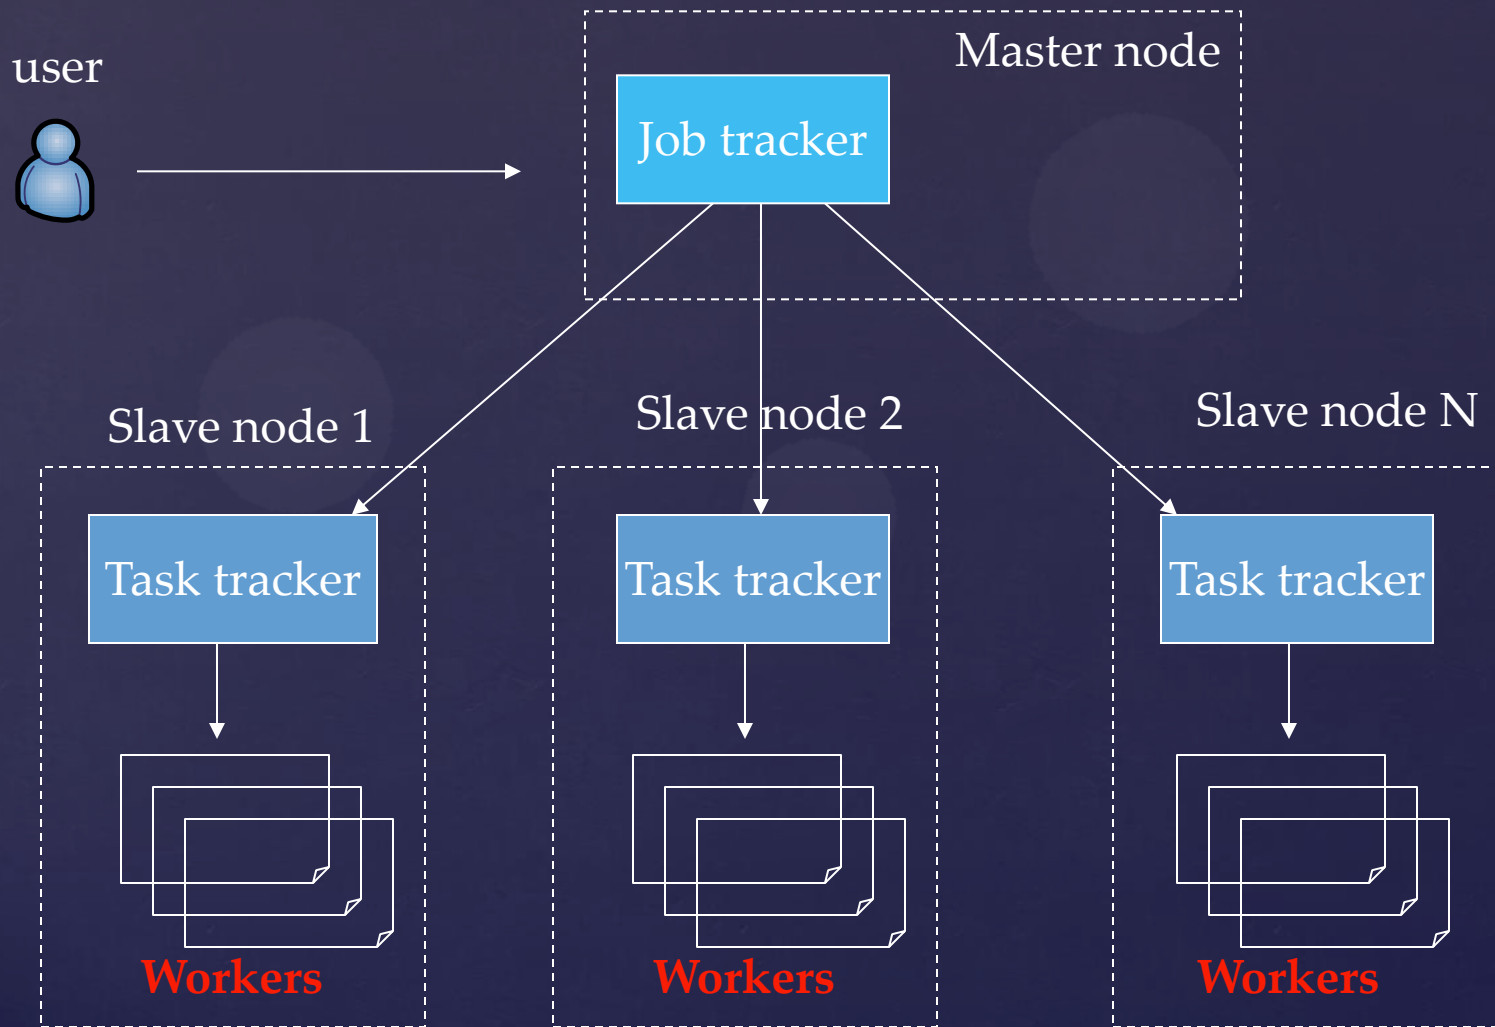 user
Master node
Job tracker
Slave node 1
Slave node 2
Slave node N
Task tracker
Task tracker
Task tracker
Workers
Workers
Workers